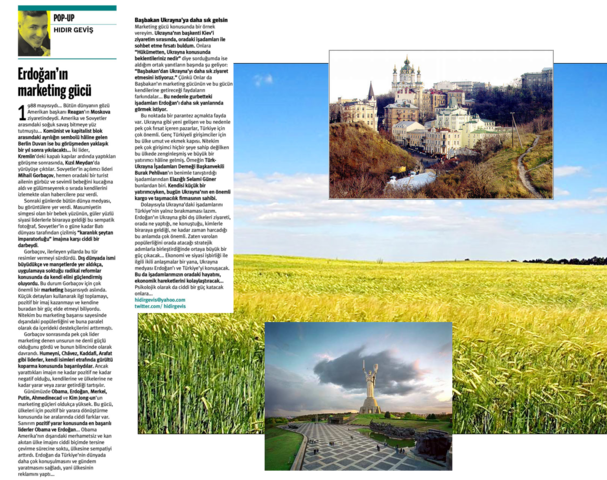 POP-UP
HIDIR GEVİŞ
Erdoğan'ın
marketing gücü
1988 mayısıydı... Bütün dünyanın gözü
Amerikan başkanı Reagan'ın Moskova
ziyaretindeydi. Amerika ve Sovyetler
arasındaki soğuk savaş bitmeye yüz
tutmuştu... Komünist ve kapitalist blok
arasındaki ayrılığın sembolü hâline gelen
Berlin Duvarı ise bu görüşmeden yaklaşık
bir yıl sonra yıkılacaktı... İki lider,
Kremlin'deki kapalı kapılar ardında yaptıkları
görüşme sonrasında, Kızıl Meydan'da
yürüyüşe çıktılar. Sovyetler'in açılımcı lideri
Mihail Gorbaçov, hemen oradaki bir turist
ailenin gürbüz ve sevimli bebeğini kucağına
aldı ve gülümseyerek o sırada kendilerini
izlemekte olan habercilere poz verdi.
Sonraki günlerde bütün dünya medyası,
bu görüntülere yer verdi. Masumiyetin
simgesi olan bir bebek yüzünün, güler yüzlü
siyasi liderlerle biraraya geldiği bu sempatik
fotoğraf, Sovyetler'in o güne kadar Batı
dünyası tarafından çizilmiş "karanlık şeytan
İmparatorluğu" imajına karşı ciddi bir
darbeydi.
Gorbaçov, ilerleyen yıllarda bu tür
resimler vermeyi sürdürdü. Dış dünyada ismi
büyüdükçe ve manşetlerde yer aldıkça,
uygulamaya soktuğu radikal reformlar
konusunda da kendi elini güçlendirmiş
oluyordu. Bu durum Gorbaçov için çok
önemli bir marketing başarısıydı aslında.
Küçük detayları kullanarak ilgi toplamayı,
pozitif bir imaj kazanmayı ve kendine
buradan bir güç elde etmeyi biliyordu.
Nitekim bu marketing başarısı sayesinde
dışarıdaki popülerliğini ve buna paralel
olarak da içerideki destekçilerini arttırmıştı.
Gorbaçov sonrasında pek çok lider
marketing denen unsurun ne denli güçlü
olduğunu gördü ve bunun bilincinde olarak
davrandı. Humeyni, Chávez, Kaddafi, Arafat
gibi liderler, kendi isimleri etrafında gürültü
koparma konusunda başarılıydılar. Ancak
yarattıkları imajın ne kadar pozitif ne kadar
negatif olduğu, kendilerine ve ülkelerine ne
kadar yarar veya zarar getirdiği tartışılır.
Günümüzde Obama, Erdoğan, Merkel,
Putin, Ahmedinecad ve Kim Jong-un'un
marketing güçleri oldukça yüksek. Bu gücü,
ülkeleri için pozitif bir yarara dönüştürme
konusunda ise aralarında ciddi farklar var.
Sanırım pozitif yarar konusunda en başarılı
liderler Obama ve Erdoğan... Obama
Amerika'nın dışarıdaki merhametsiz ve kan
akıtan ülke imajını ciddi biçimde tersine
çevirme sürecine soktu, ülkesine sempatiyi
arttırdı. Erdoğan da Türkiye'nin dünyada
daha çok konuşulmasını ve gündem
yaratmasını sağladı, yani ülkesinin
reklamını yaptı...
Başbakan Ukrayna'ya daha sık gelsin
Marketing gücü konusunda bir örnek
vereyim. Ukrayna'nın başkenti Kiev'i
ziyaretim sırasında, oradaki işadamları ile
sohbet etme fırsatı buldum. Onlara
"Hükümetten, Ukrayna konusunda
beklentileriniz nedir" diye sorduğumda ise
aldığım ortak yanıtların başında şu geliyor:
"Başbakan'dan Ukrayna'yı daha sık ziyaret
etmesini istiyoruz." Çünkü Onlar da
Başbakan'ın marketing gücünün ve bu gücün
kendilerine getireceği faydaların
farkındalar... Bu nedenle gurbetteki
işadamları Erdoğan'ı daha sık yanlarında
görmek istiyor.
Bu noktada bir parantez açmakta fayda
var. Ukrayna gibi yeni gelişen ve bu nedenle
pek çok fırsat içeren pazarlar, Türkiye için
çok önemli. Genç Türkiyeli girişimciler için
bu ülke umut ve ekmek kapısı. Nitekim
pek çok girişimci hiçbir şeye sahip değilken
bu ülkede zenginleşmiş ve büyük bir
yatırımcı hâline gelmiş. Örneğin Türk-
Ukrayna İşadamları Derneği Başkanvekili
Burak Pehlivan'ın benimle tanıştırdığı
işadamlarından Elazığlı Selami Güner
bunlardan biri. Kendisi küçük bir
yatırımcıyken, bugün Ukrayna'nın en önemli
kargo ve taşımacılık firmasının sahibi.
Dolayısıyla Ukrayna'daki işadamlarını
Türkiye'nin yalnız bırakmaması lazım.
Erdoğan'ın Ukrayna gibi dış ülkeleri ziyareti,
orada ne yaptığı, ne konuştuğu, kimlerle
biraraya geldiği, ne kadar zaman harcadığı
bu anlamda çok önemli. Zaten varolan
popülerliğini orada atacağı stratejik
adımlarla birleştirdiğinde ortaya büyük bir
güç çıkacak... Ekonomi ve siyasi işbirliği ile
ilgili ikili anlaşmalar bir yana, Ukrayna
medyası Erdoğan'ı ve Türkiye'yi konuşacak.
Bu da işadamlarımızın oradaki hayatını,
ekonomik hareketlerini kolaylaştıracak...
Psikolojik olarak da ciddi bir güç katacak
onlara...
hidirgevis@yahoo.com
twitter.com/ hidirgevis